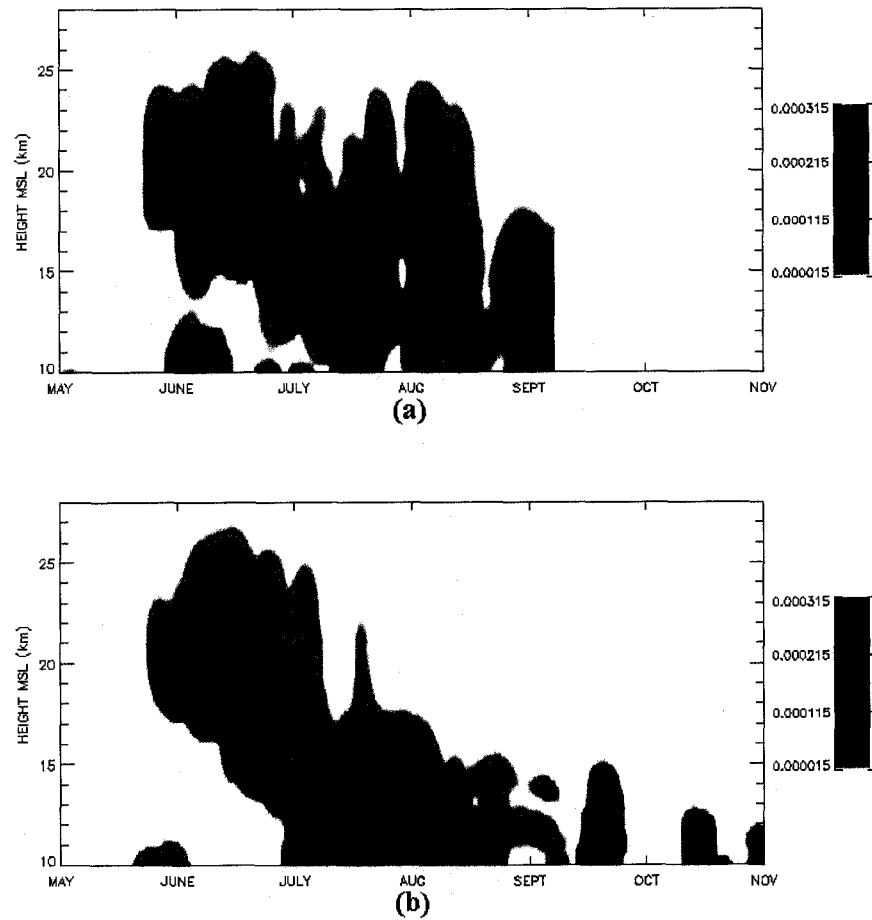 HEIGHT MSL (km)
25
20
15
10
MAY JUNE JULY AUG SEPT OCT NOV
0.000315
0.000215
0.000115
0.000015
(a)
HEIGHT MSL (km)
25
20
15
10
MAY JUNE JULY AUG SEPT OCT NOV
0.000315
0.000215
0.000115
0.000015
(b)